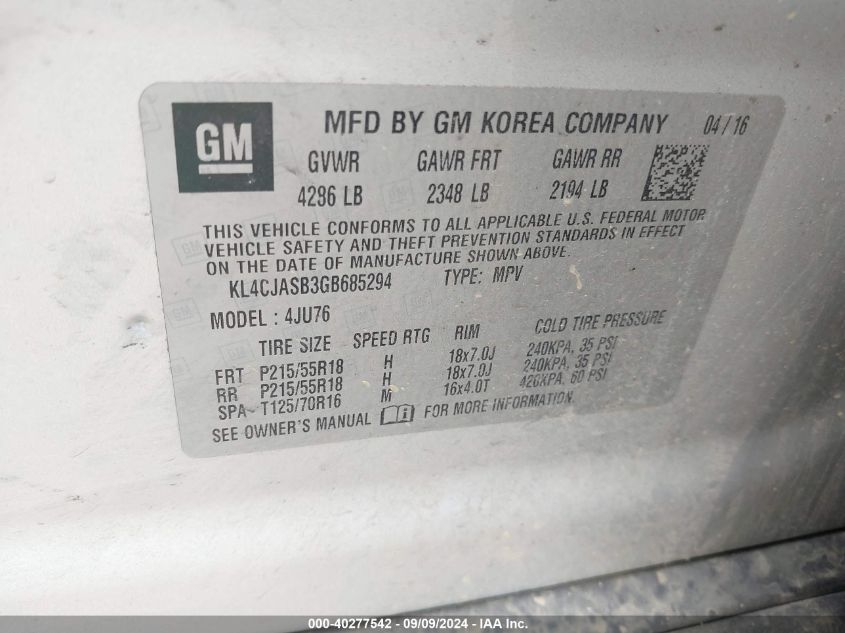 GM
MFD BY GM KOREA COMPANY 04/16
GVWR GAWR FRT GAWR RR
4296 LB 2348 LB 2194 LB
THIS VEHICLE CONFORMS TO ALL APPLICABLE U.S. FEDERAL MOTOR
VEHICLE SAFETY AND THEFT PREVENTION STANDARDS IN EFFECT
ON THE DATE OF MANUFACTURE SHOWN ABOVE.
KL4CJASB3GB685294 TYPE: MPV
MODEL : 4JU76
TIRE SIZE SPEED RTG RIM COLD TIRE PRESSURE
FRT P215/55R18 H 18x7.0J 240KPA, 35 PSI
RR P215/55R18 H 18x7.0J 240KPA, 35 PSI
SPA T125/70R16 M 16x4.0T 420KPA, 60 PSI
SEE OWNER'S MANUAL FOR MORE INFORMATION.
000-40277542 - 09/09/2024 - IAA Inc.